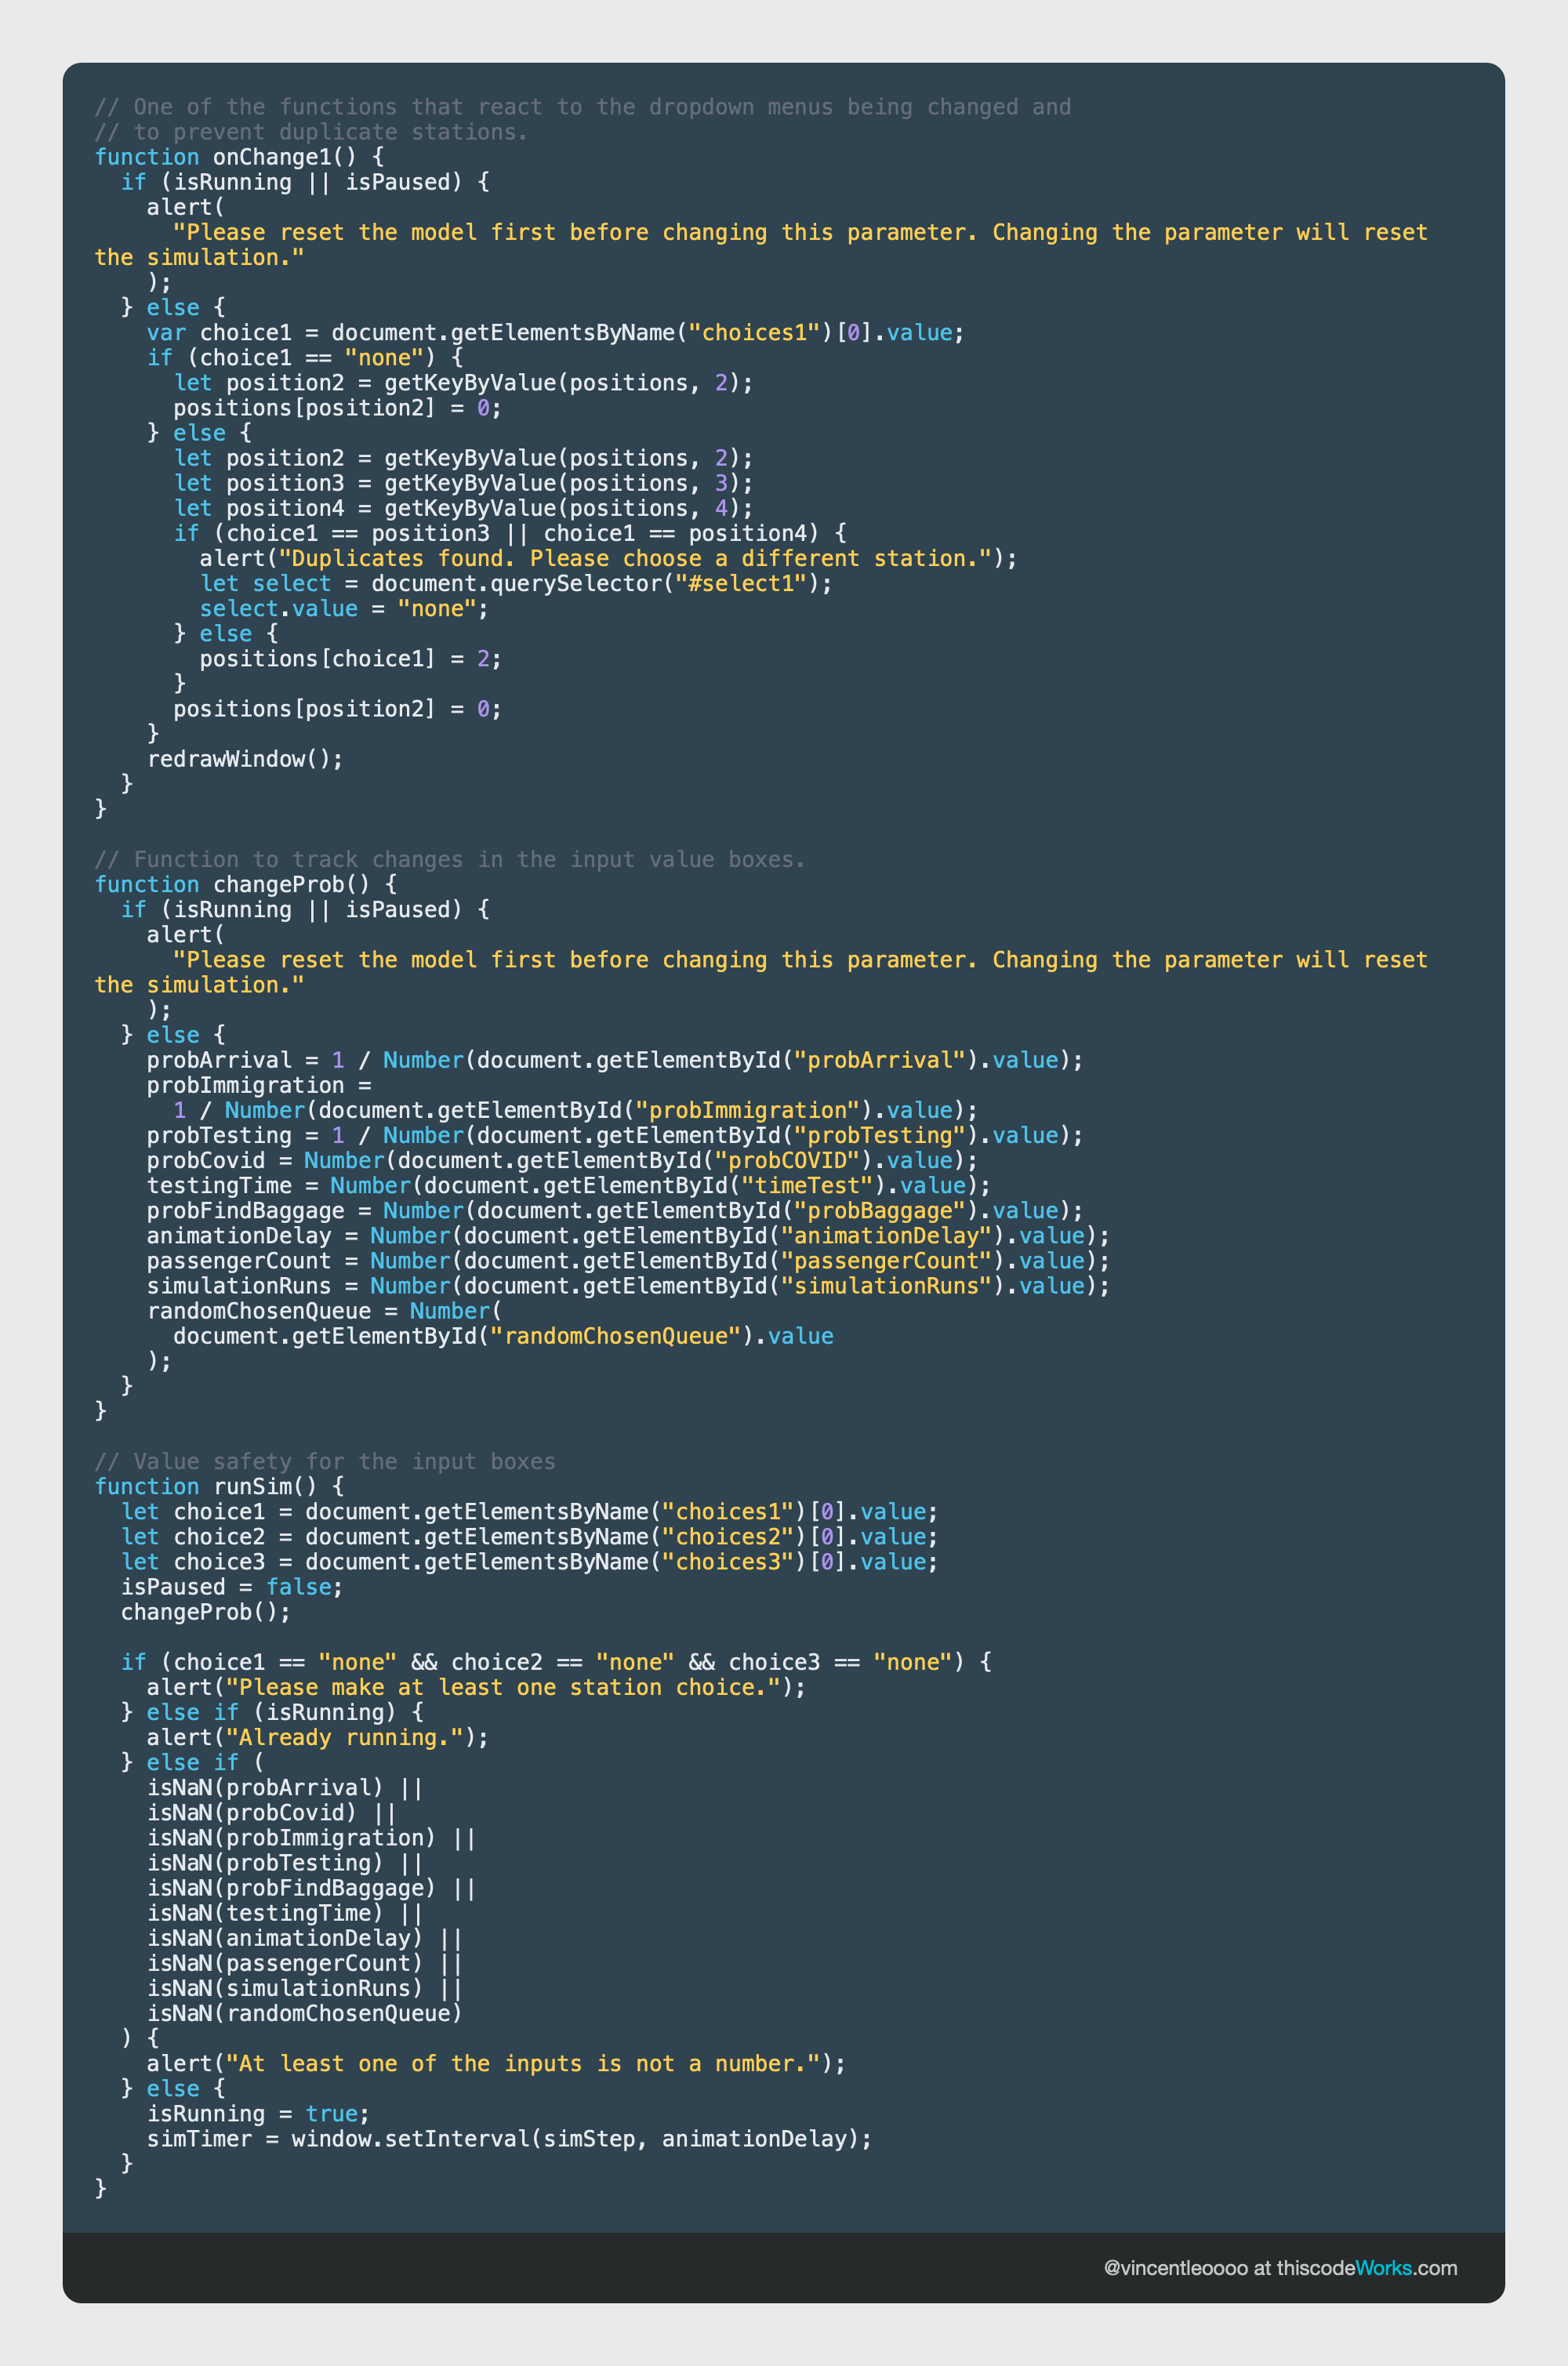 // One of the functions that react to the dropdown menus being changed and
// to prevent duplicate stations.
function onChange1() {
  if (isRunning || isPaused) {
    alert(
      "Please reset the model first before changing this parameter. Changing the parameter will reset
the simulation."
    );
  } else {
    var choice1 = document.getElementsByName("choices1")[0].value;
    if (choice1 == "none") {
      let position2 = getKeyByValue(positions, 2);
      positions[position2] = 0;
    } else {
      let position2 = getKeyByValue(positions, 2);
      let position3 = getKeyByValue(positions, 3);
      let position4 = getKeyByValue(positions, 4);
      if (choice1 == position3 || choice1 == position4) {
        alert("Duplicates found. Please choose a different station.");
        let select = document.querySelector("#select1");
        select.value = "none";
      } else {
        positions[choice1] = 2;
      }
      positions[position2] = 0;
    }
    redrawWindow();
  }
}

// Function to track changes in the input value boxes.
function changeProb() {
  if (isRunning || isPaused) {
    alert(
      "Please reset the model first before changing this parameter. Changing the parameter will reset
the simulation."
    );
  } else {
    probArrival = 1 / Number(document.getElementById("probArrival").value);
    probImmigration =
      1 / Number(document.getElementById("probImmigration").value);
    probTesting = 1 / Number(document.getElementById("probTesting").value);
    probCovid = Number(document.getElementById("probCOVID").value);
    testingTime = Number(document.getElementById("timeTest").value);
    probFindBaggage = Number(document.getElementById("probBaggage").value);
    animationDelay = Number(document.getElementById("animationDelay").value);
    passengerCount = Number(document.getElementById("passengerCount").value);
    simulationRuns = Number(document.getElementById("simulationRuns").value);
    randomChosenQueue = Number(
      document.getElementById("randomChosenQueue").value
    );
  }
}

// Value safety for the input boxes
function runSim() {
  let choice1 = document.getElementsByName("choices1")[0].value;
  let choice2 = document.getElementsByName("choices2")[0].value;
  let choice3 = document.getElementsByName("choices3")[0].value;
  isPaused = false;
  changeProb();

  if (choice1 == "none" && choice2 == "none" && choice3 == "none") {
    alert("Please make at least one station choice.");
  } else if (isRunning) {
    alert("Already running.");
  } else if (
    isNaN(probArrival) ||
    isNaN(probCovid) ||
    isNaN(probImmigration) ||
    isNaN(probTesting) ||
    isNaN(probFindBaggage) ||
    isNaN(testingTime) ||
    isNaN(animationDelay) ||
    isNaN(passengerCount) ||
    isNaN(simulationRuns) ||
    isNaN(randomChosenQueue)
  ) {
    alert("At least one of the inputs is not a number.");
  } else {
    isRunning = true;
    simTimer = window.setInterval(simStep, animationDelay);
  }
}
@vincentleoooo at thiscodeWorks.com